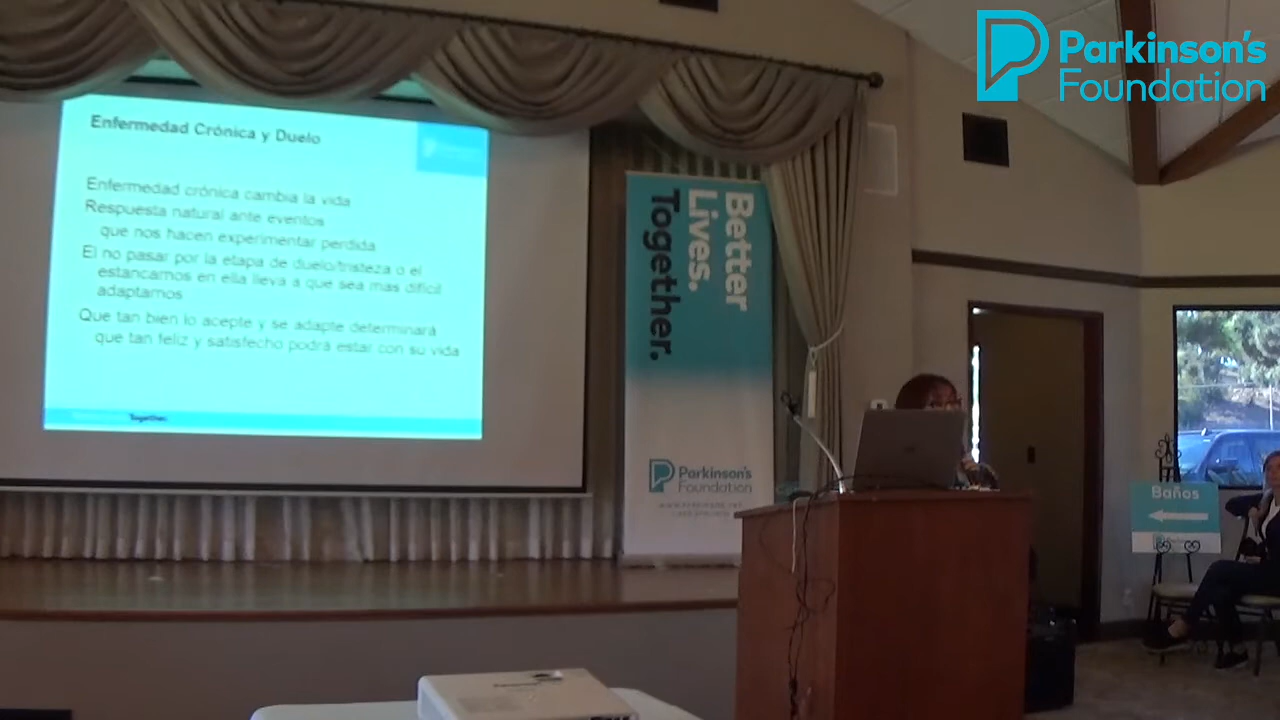 Parkinson's
Foundation
Enfermedad Crónica y Duelo
Enfermedad crónica cambia la vida
Respuesta natural ante eventos
que nos hacen experimentar perdida
El no pasar por la etapa de duelo/tristeza o el
estancarnos en ella lleva a que sea mas difícil
adaptarnos
Que tan bien lo acepte y se adapte determinará
que tan feliz y satisfecho podrá estar con su vida
Together.
Better
Lives.
Together.
Parkinson's
Foundation
Baños